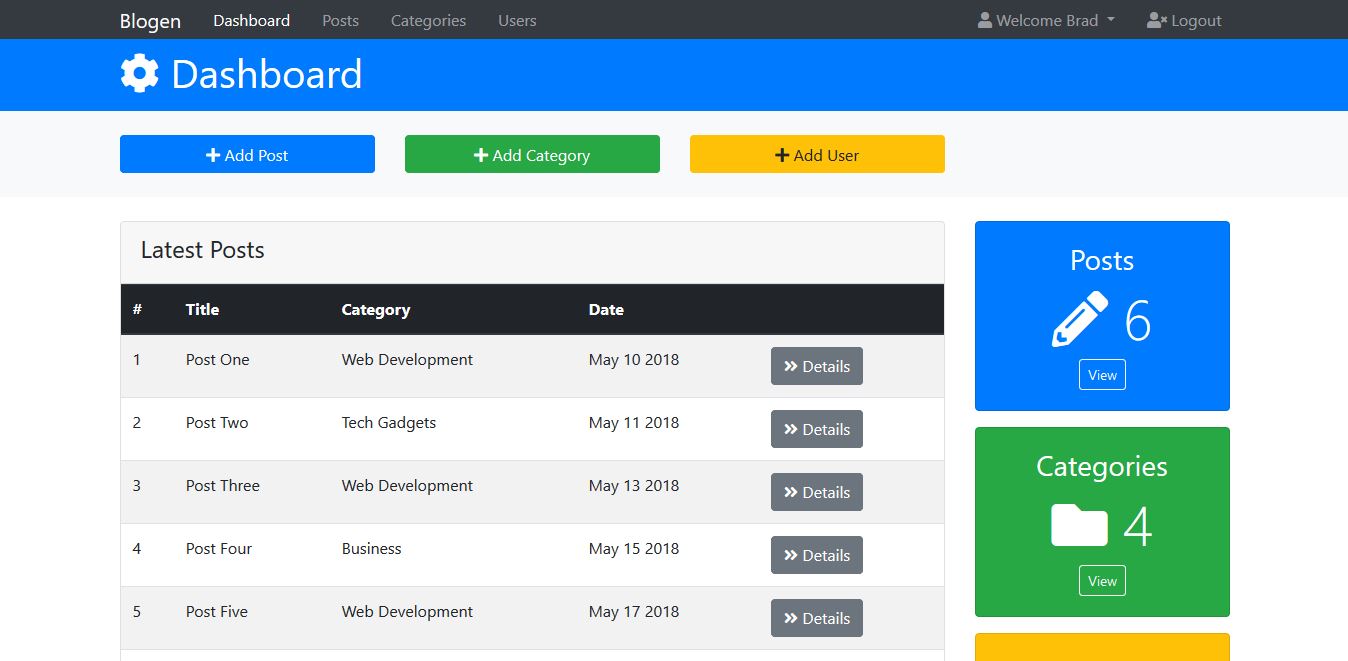 Blogen Dashboard Posts Categories Users Welcome Brad Logout
Dashboard
Add Post Add Category Add User
Latest Posts
# Title Category Date
1 Post One Web Development May 10 2018 Details
2 Post Two Tech Gadgets May 11 2018 Details
3 Post Three Web Development May 13 2018 Details
4 Post Four Business May 15 2018 Details
5 Post Five Web Development May 17 2018 Details
Posts
6
View
Categories
4
View